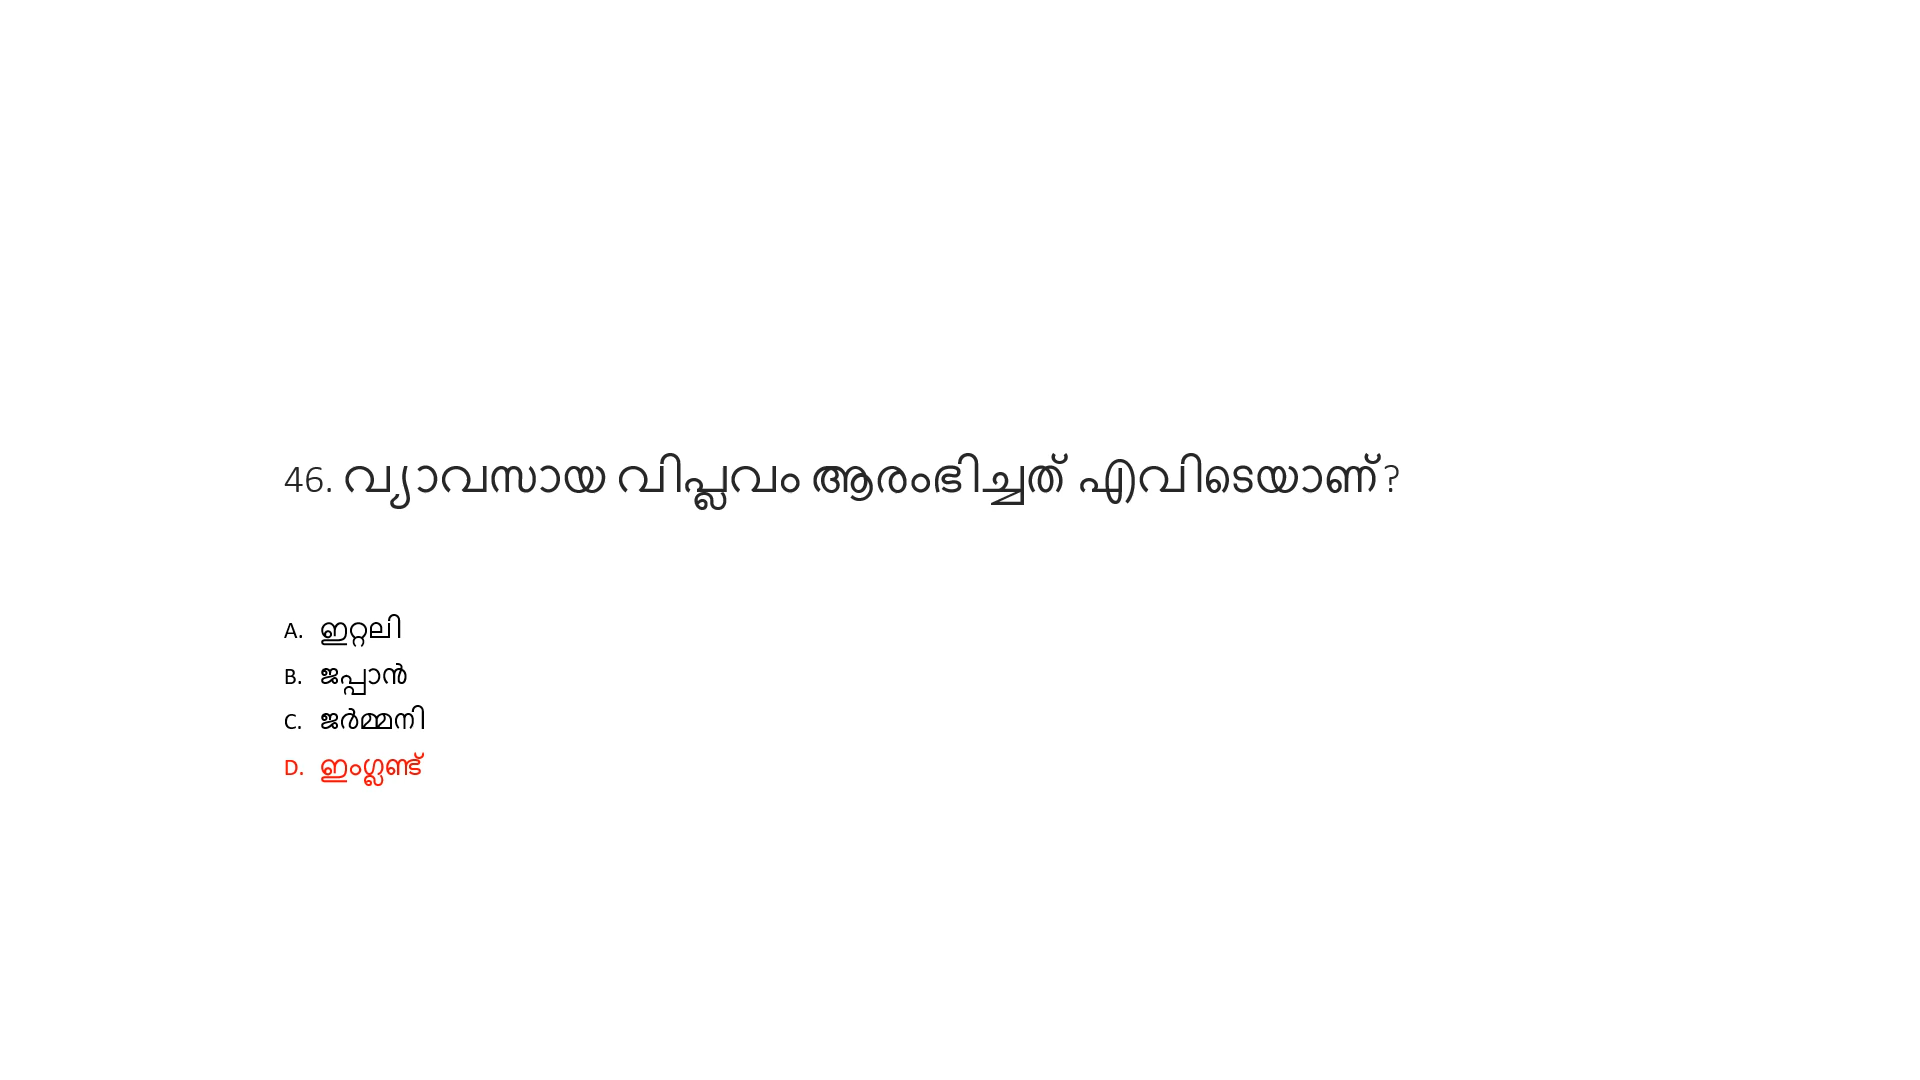 46. വ്യാവസായ വിപ്ലവം ആരംഭിച്ചത് എവിടെയാണ്?
A. ഇറ്റലി
B. ജപ്പാൻ
C. ജർമ്മനി
D. ഇംഗ്ലണ്ട്